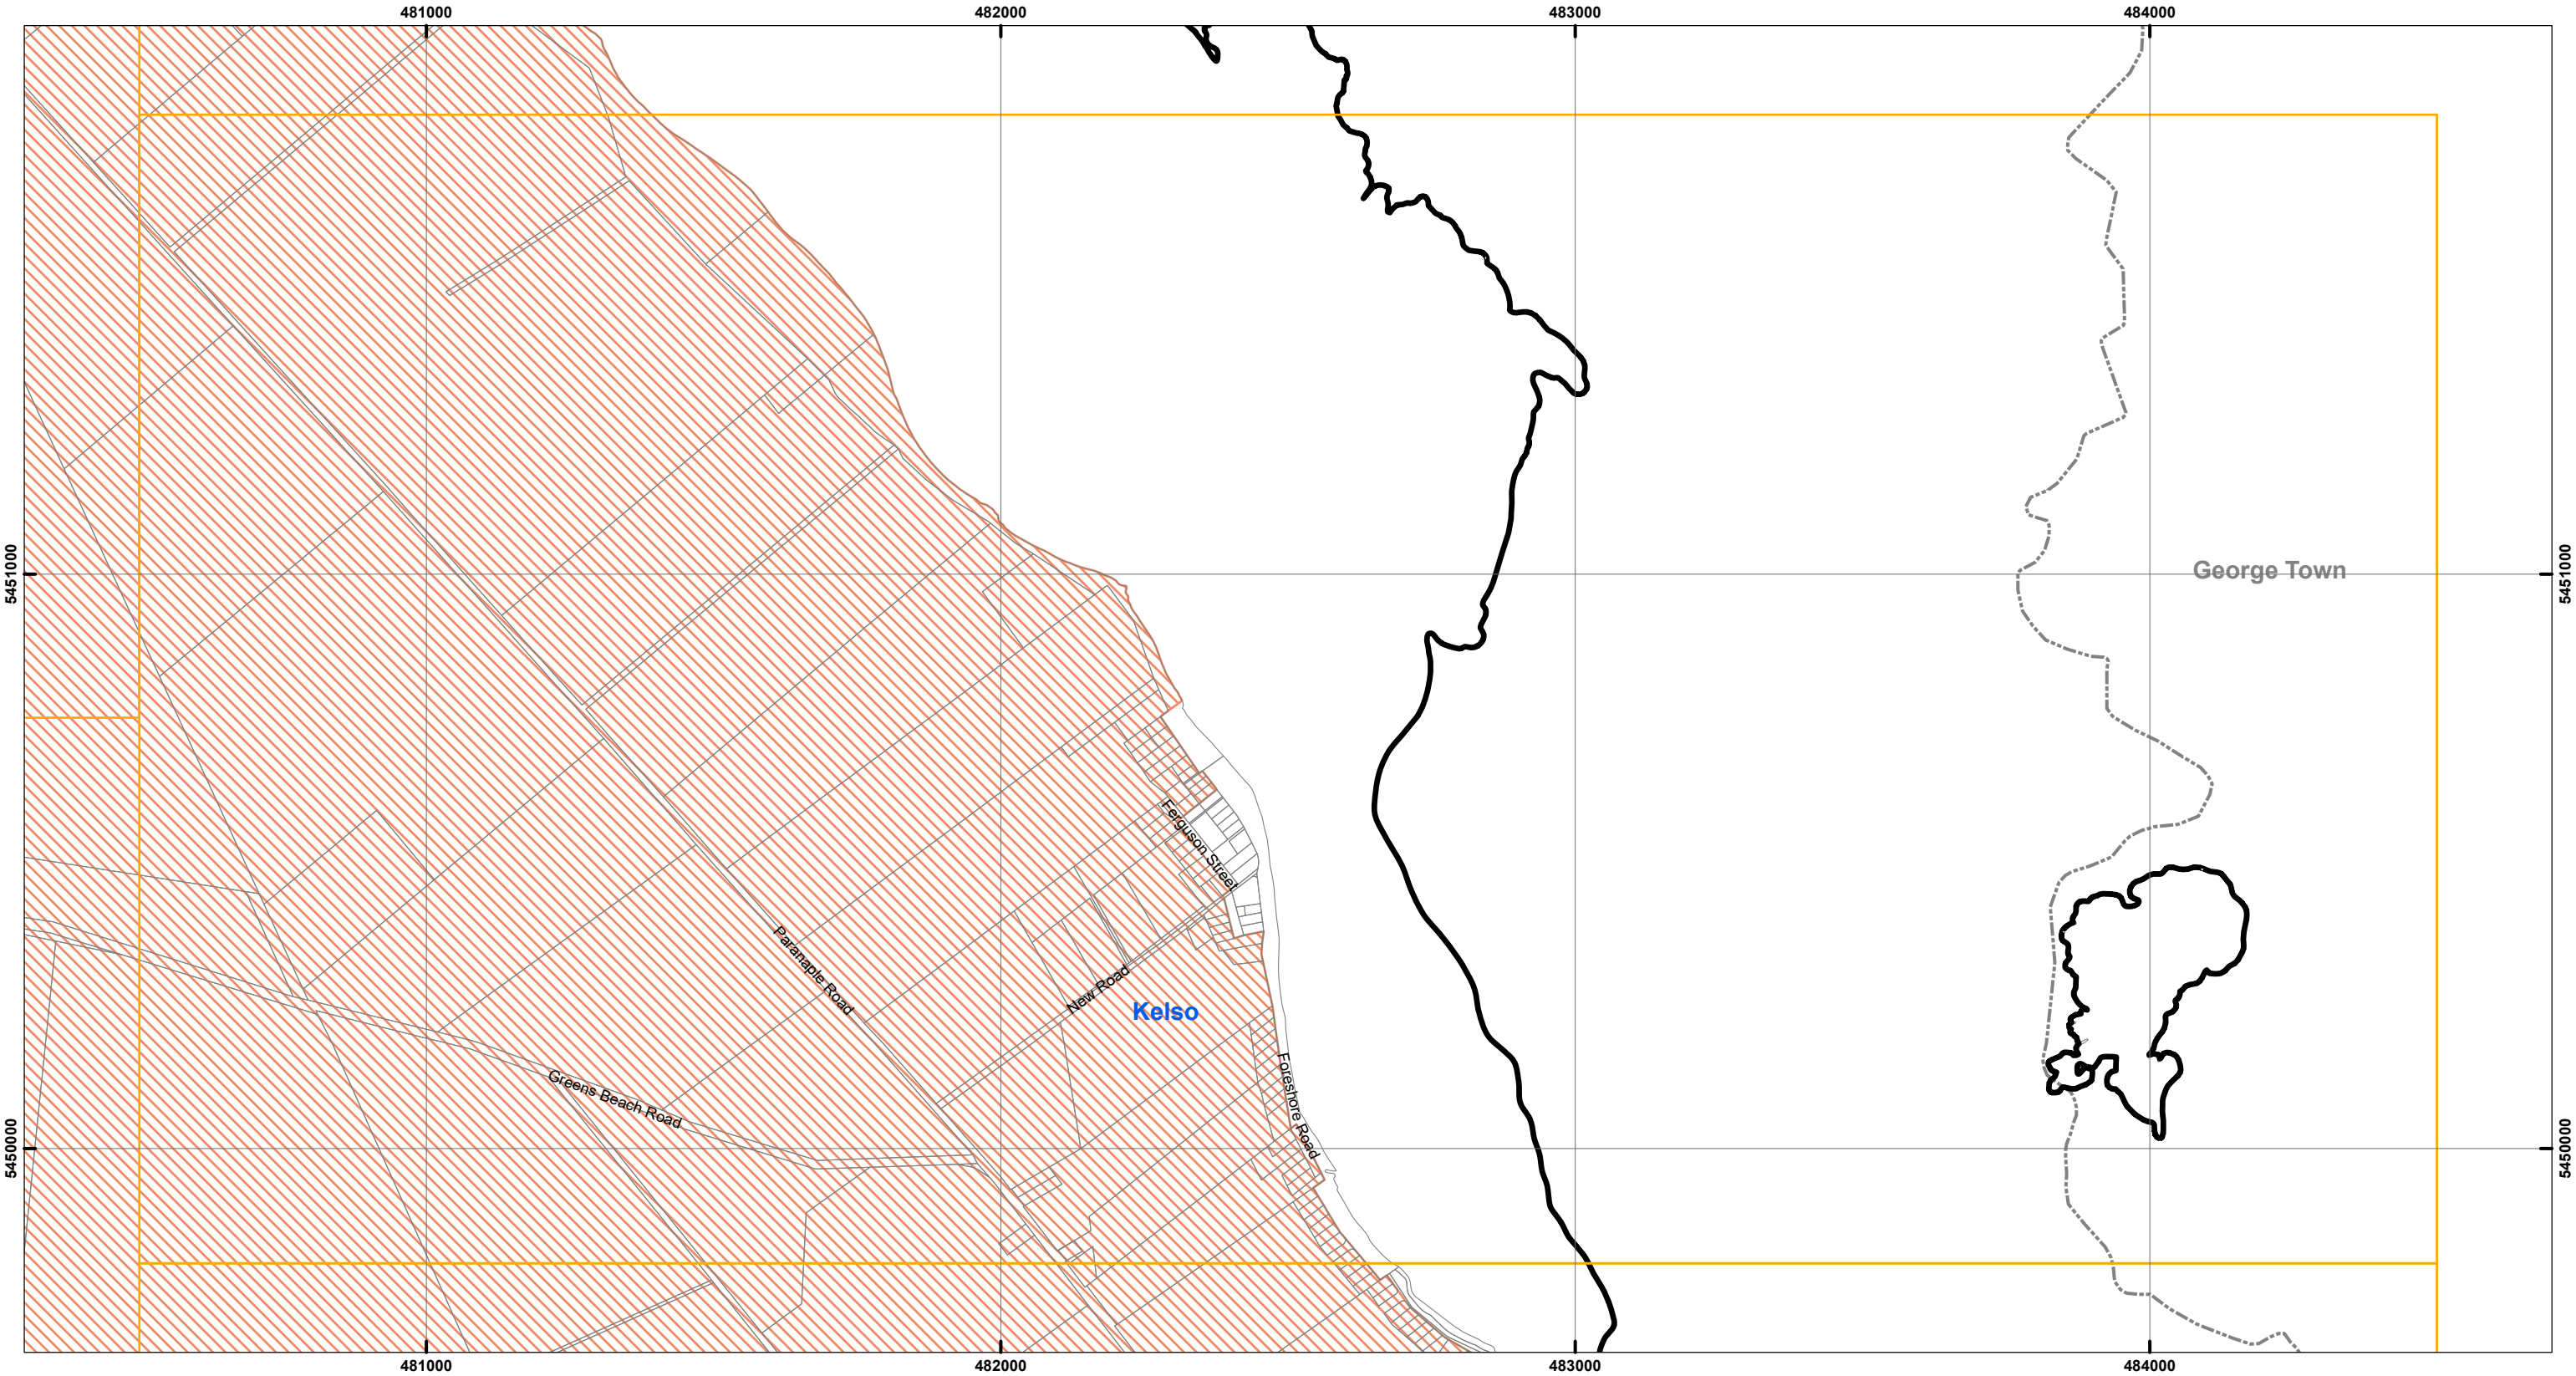 481000
482000
483000
484000
5451000
5451000
George Town
Ferguson Street
Paranaple Road
New Road
Kelso
Greens Beach Road
Foreshore Road
5450000
5450000
481000
482000
483000
484000